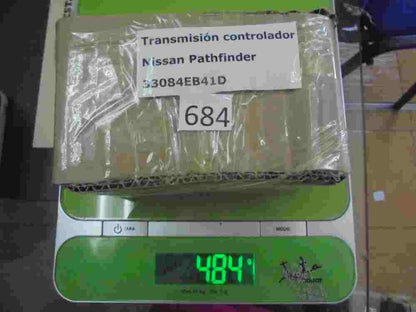 Transmisión controlador
Nissan Pathfinder
33084EB41D
684
TARA
MODE
484